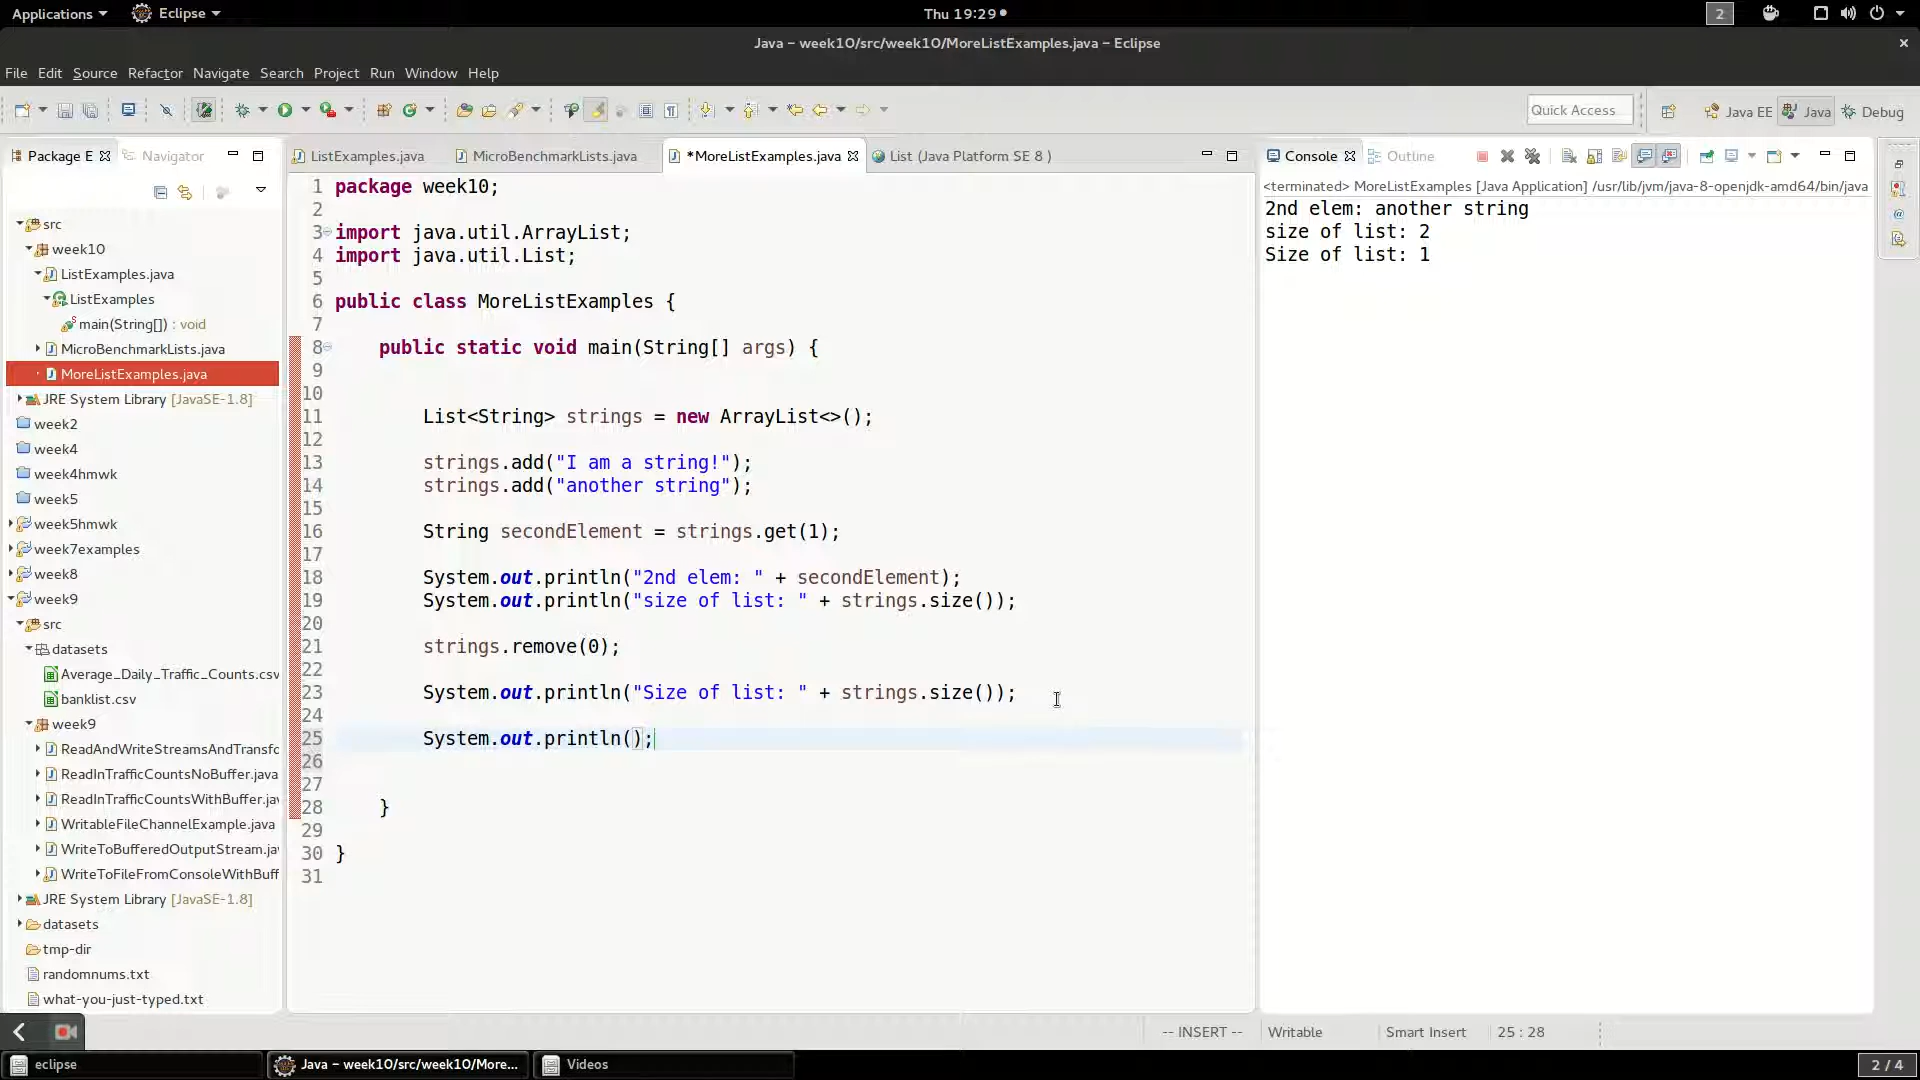 Applications
Eclipse
Thu 19:29
2
Java – week10/src/week10/MoreListExamples.java – Eclipse
File Edit Source Refactor Navigate Search Project Run Window Help
Quick Access
Java EE
Java
Debug
Package E
Navigator
src
week10
ListExamples.java
ListExamples
main(String[]) : void
MicroBenchmarkLists.java
MoreListExamples.java
JRE System Library [JavaSE-1.8]
week2
week4
week4hmwk
week5
week5hmwk
week7examples
week8
week9
src
datasets
Average_Daily_Traffic_Counts.csv
banklist.csv
week9
ReadAndWriteStreamsAndTransfo
ReadInTrafficCountsNoBuffer.java
ReadInTrafficCountsWithBuffer.jav
WritableFileChannelExample.java
WriteToBufferedOutputStream.jav
WriteToFileFromConsoleWithBuff
JRE System Library [JavaSE-1.8]
datasets
tmp-dir
randomnums.txt
what-you-just-typed.txt
ListExamples.java
MicroBenchmarkLists.java
*MoreListExamples.java
List (Java Platform SE 8 )
1 package week10;
2
3 import java.util.ArrayList;
4 import java.util.List;
5
6 public class MoreListExamples {
7
8 public static void main(String[] args) {
9
10
11 List<String> strings = new ArrayList<>();
12
13 strings.add("I am a string!");
14 strings.add("another string");
15
16 String secondElement = strings.get(1);
17
18 System.out.println("2nd elem: " + secondElement);
19 System.out.println("size of list: " + strings.size());
20
21 strings.remove(0);
22
23 System.out.println("Size of list: " + strings.size());
24
25 System.out.println();
26
27
28 }
29
30 }
31
Console
Outline
<terminated> MoreListExamples [Java Application] /usr/lib/jvm/java-8-openjdk-amd64/bin/java
2nd elem: another string
size of list: 2
Size of list: 1
-- INSERT --
Writable
Smart Insert
25 : 28
eclipse
Java – week10/src/week10/More...
Videos
2 / 4